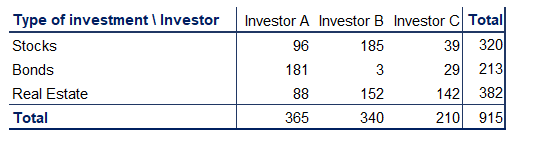 Type of investment \ Investor Investor A Investor B Investor C Total
Stocks 96 185 39 320
Bonds 181 3 29 213
Real Estate 88 152 142 382
Total 365 340 210 915